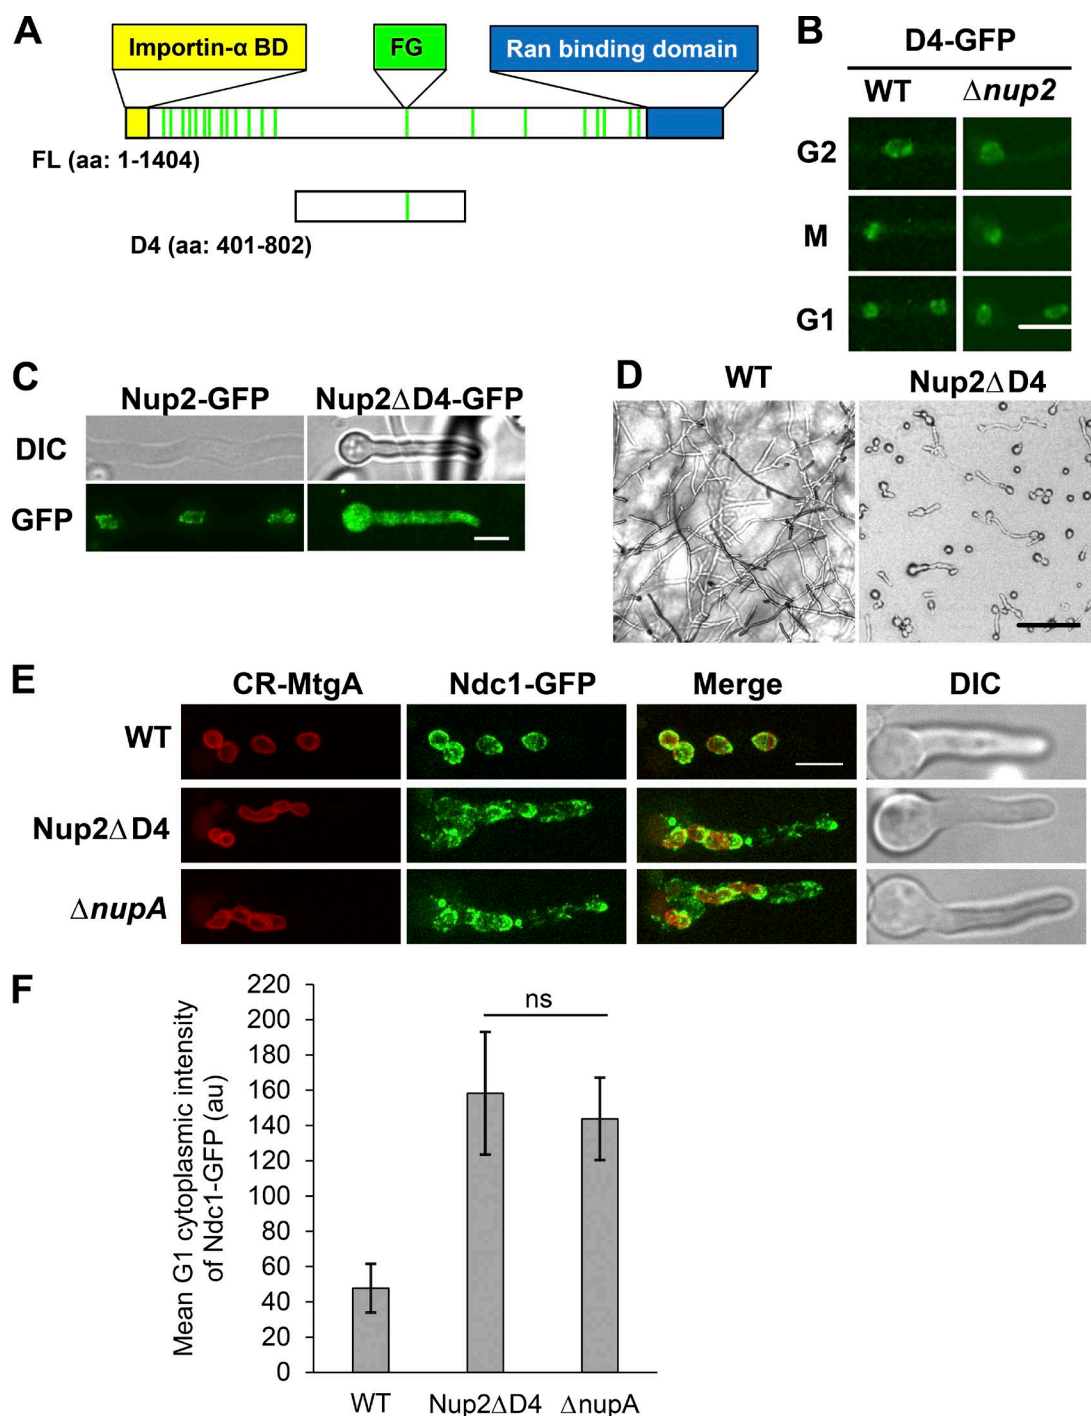 A
Importin-α BD
FG
Ran binding domain
FL (aa: 1-1404)
D4 (aa: 401-802)
B
D4-GFP
WT
Δnup2
G2
M
G1
C
Nup2-GFP
Nup2ΔD4-GFP
DIC
GFP
D
WT
Nup2ΔD4
E
CR-MtgA
Ndc1-GFP
Merge
DIC
WT
Nup2ΔD4
ΔnupA
F
Mean G1 cytoplasmic intensity
of Ndc1-GFP (au)
220
200
180
160
140
120
100
80
60
40
20
0
ns
WT
Nup2ΔD4
ΔnupA